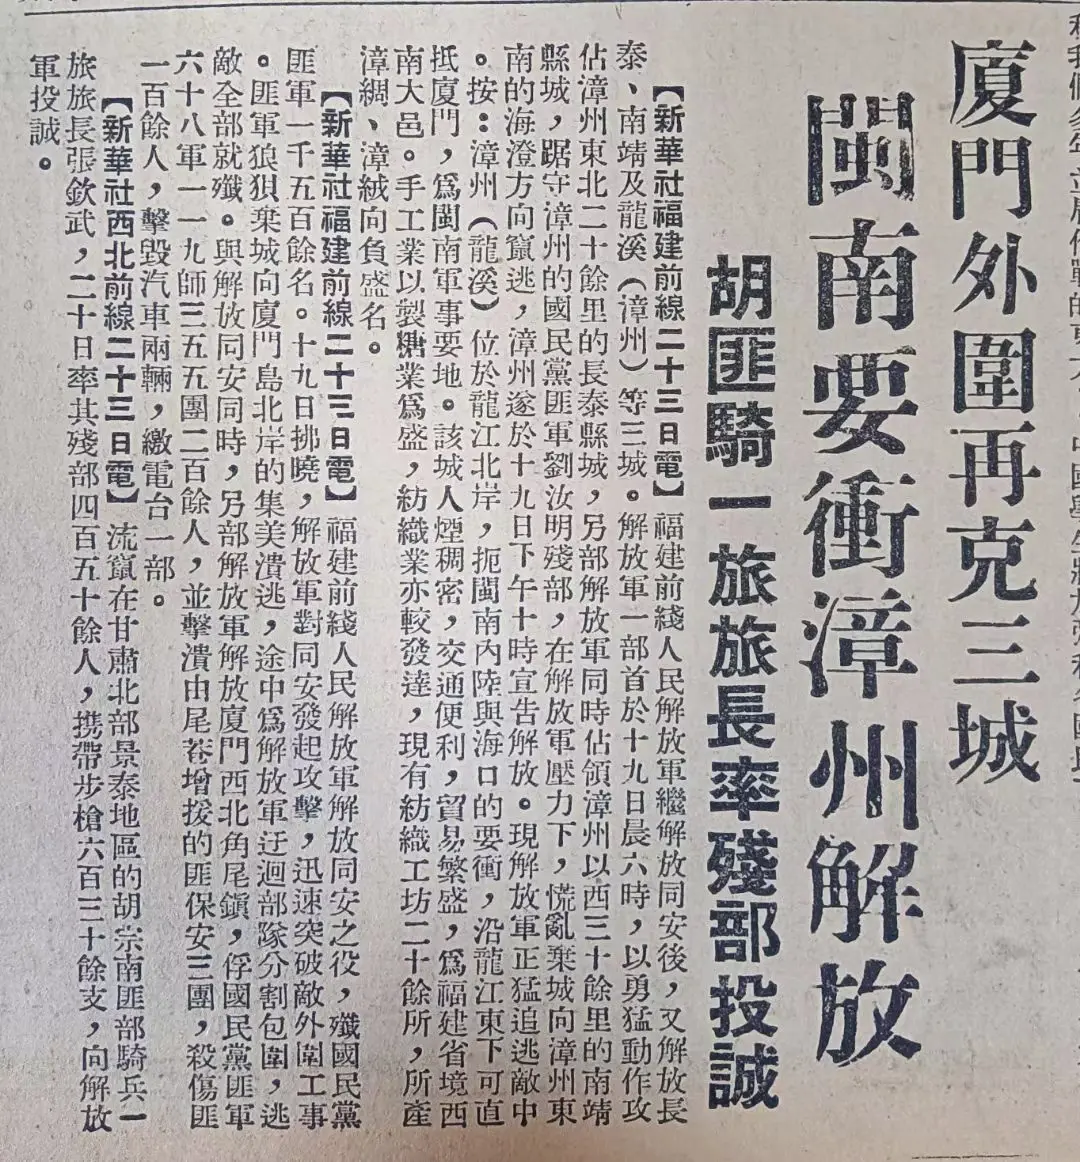 廈門外圍再克三城
閩南要衝漳州解放
胡匪騎一旅旅長率殘部投誠
【新華社福建前線二十三日電】福建前綫人民解放軍繼解放同安後，又解放長
泰、南靖及龍溪（漳州）等三城。解放軍一部首於十九日晨六時，以勇猛動作攻
佔漳州東北二十餘里的長泰縣城，另部解放軍同時佔領漳州以西三十餘里的南靖
縣城，踞守漳州的國民黨匪軍劉汝明殘部，在解放軍壓力下，慌亂棄城向漳州東
南的海澄方向竄逃，漳州遂於十九日下午十時宣告解放。現解放軍正猛追逃敵中
。按：漳州（龍溪）位於龍江北岸，扼閩南內陸與海口的要衝，沿龍江東下可直
抵廈門，爲閩南軍事要地。該城人煙稠密，交通便利，貿易繁盛，爲福建省境西
南大邑。手工業以製糖業爲盛，紡織業亦較發達，現有紡織工坊二十餘所，所產
漳綢、漳絨向負盛名。
【新華社福建前線二十三日電】福建前綫人民解放軍解放同安之役，殲國民黨
匪軍一千五百餘名。十九日拂曉，解放軍對同安發起攻擊，迅速突破敵外圍工事
。匪軍狼狽棄城向廈門島北岸的集美潰逃，途中爲解放軍迂迴部隊分割包圍，逃
敵全部就殲。與解放同安同時，另部解放軍解放廈門西北角尾鎮，俘國民黨匪軍
六十八軍一一九師三五五團二百餘人，並擊潰由尾菴增援的匪保安三團，殺傷匪
一百餘人，擊毀汽車兩輛，繳電台一部。
【新華社西北前線二十三日電】流竄在甘肅北部景泰地區的胡宗南匪部騎兵一
旅旅長張欽武，二十日率其殘部四百五十餘人，携帶步槍六百三十餘支，向解放
軍投誠。